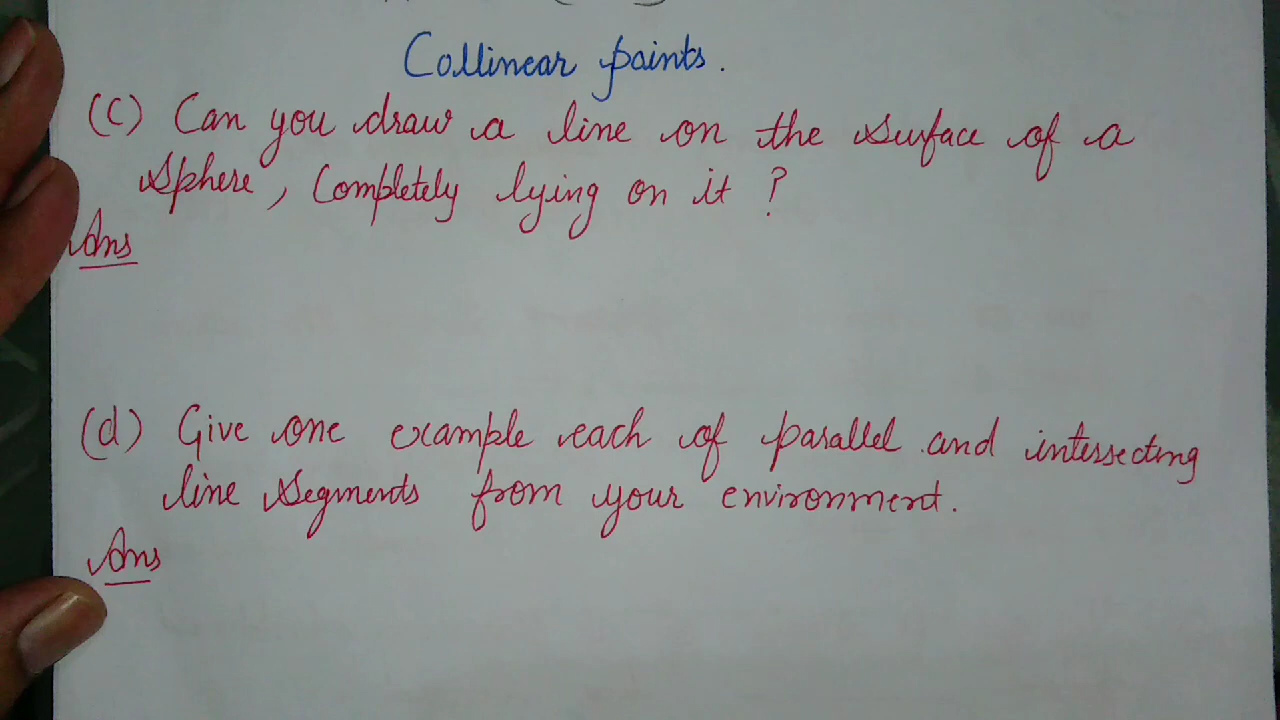 Collinear points.
(C) Can you draw a line on the surface of a
sphere, Completely lying on it ?
Ans
(d) Give one example each of parallel and intersecting
line segments from your environment.
Ans